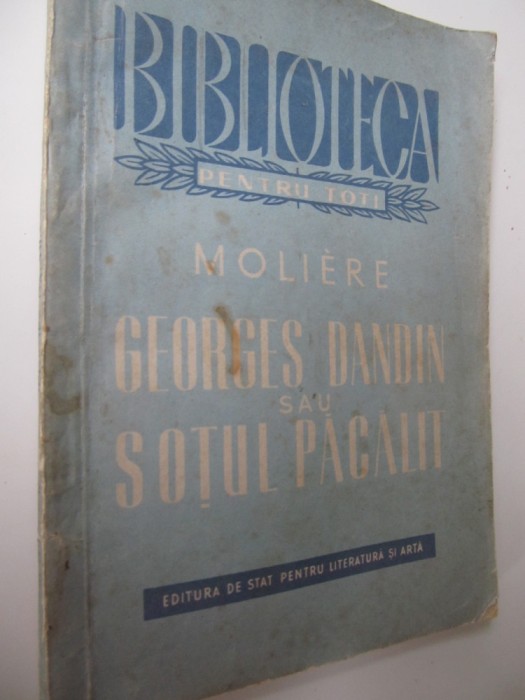 BIBLIOTECA
PENTRU TOȚI
MOLIÈRE
GEORGES DANDIN
SAU
SOȚUL PĂCĂLIT
EDITURA DE STAT PENTRU LITERATURĂ ȘI ARTĂ